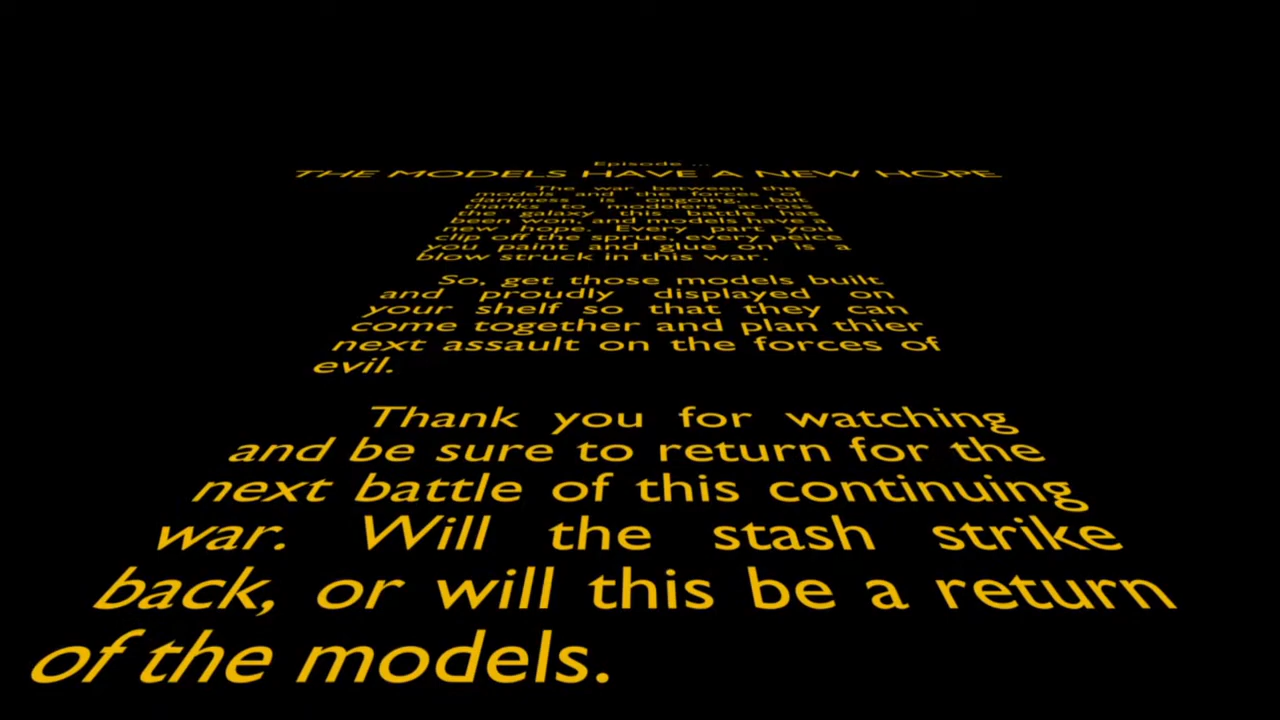 Episode ...
THE MODELS HAVE A NEW HOPE
The war between the
models and the forces of
darkness is ongoing, but
thanks to modelers across
the galaxy this battle has
been won, and models have a
new hope. Every part you
clip off the sprue, every peice
you paint and glue on is a
blow struck in this war.
So, get those models built
and proudly displayed on
your shelf so that they can
come together and plan thier
next assault on the forces of
evil.
Thank you for watching
and be sure to return for the
next battle of this continuing
war. Will the stash strike
back, or will this be a return
of the models.